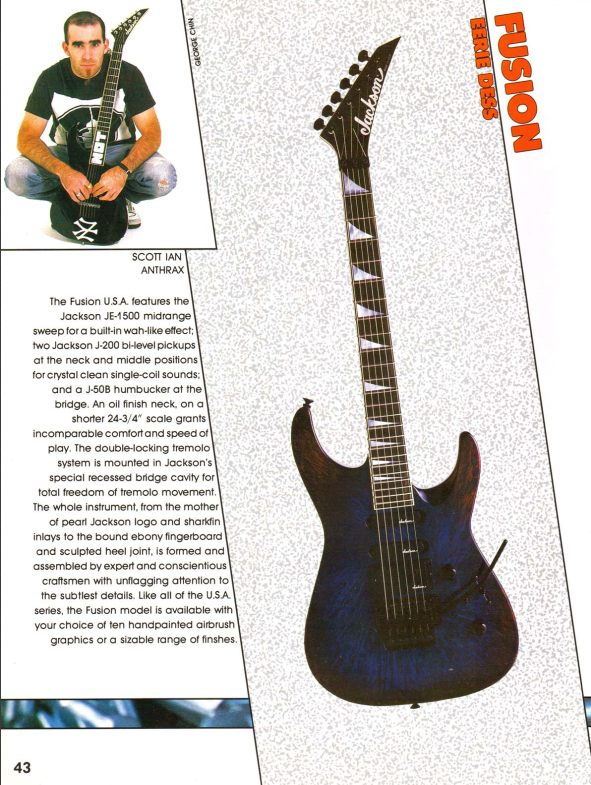 GEORGE CHIN
FUSION
EERIE DESS
Jackson
NOT
NY
SCOTT IAN
ANTHRAX
The Fusion U.S.A. features the
Jackson JE-1500 midrange
sweep for a built-in wah-like effect;
two Jackson J-200 bi-level pickups
at the neck and middle positions
for crystal clean single-coil sounds;
and a J-50B humbucker at the
bridge. An oil finish neck, on a
shorter 24-3/4" scale grants
incomparable comfort and speed of
play. The double-locking tremolo
system is mounted in Jackson's
special recessed bridge cavity for
total freedom of tremolo movement.
The whole instrument, from the mother
of pearl Jackson logo and sharkfin
inlays to the bound ebony fingerboard
and sculpted heel joint, is formed and
assembled by expert and conscientious
craftsmen with unflagging attention to
the subtlest details. Like all of the U.S.A.
series, the Fusion model is available with
your choice of ten handpainted airbrush
graphics or a sizable range of finshes.
43